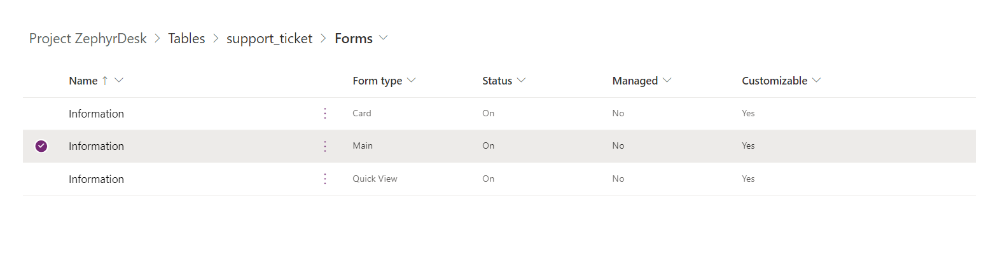 Project ZephyrDesk > Tables > support_ticket > Forms
Name ↑ Form type Status Managed Customizable
Information Card On No Yes
Information Main On No Yes
Information Quick View On No Yes